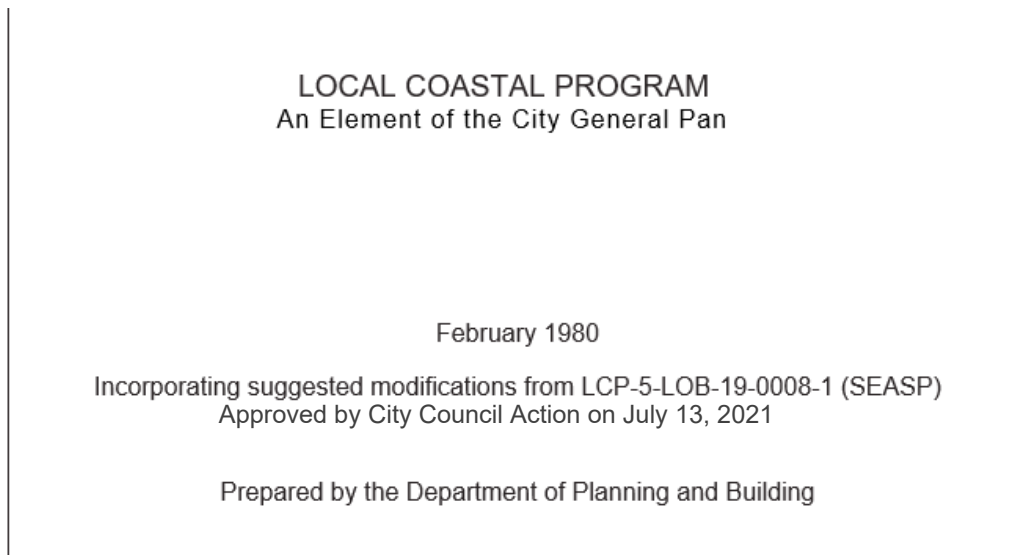 LOCAL COASTAL PROGRAM
An Element of the City General Pan
February 1980
Incorporating suggested modifications from LCP-5-LOB-19-0008-1 (SEASP)
Approved by City Council Action on July 13, 2021
Prepared by the Department of Planning and Building